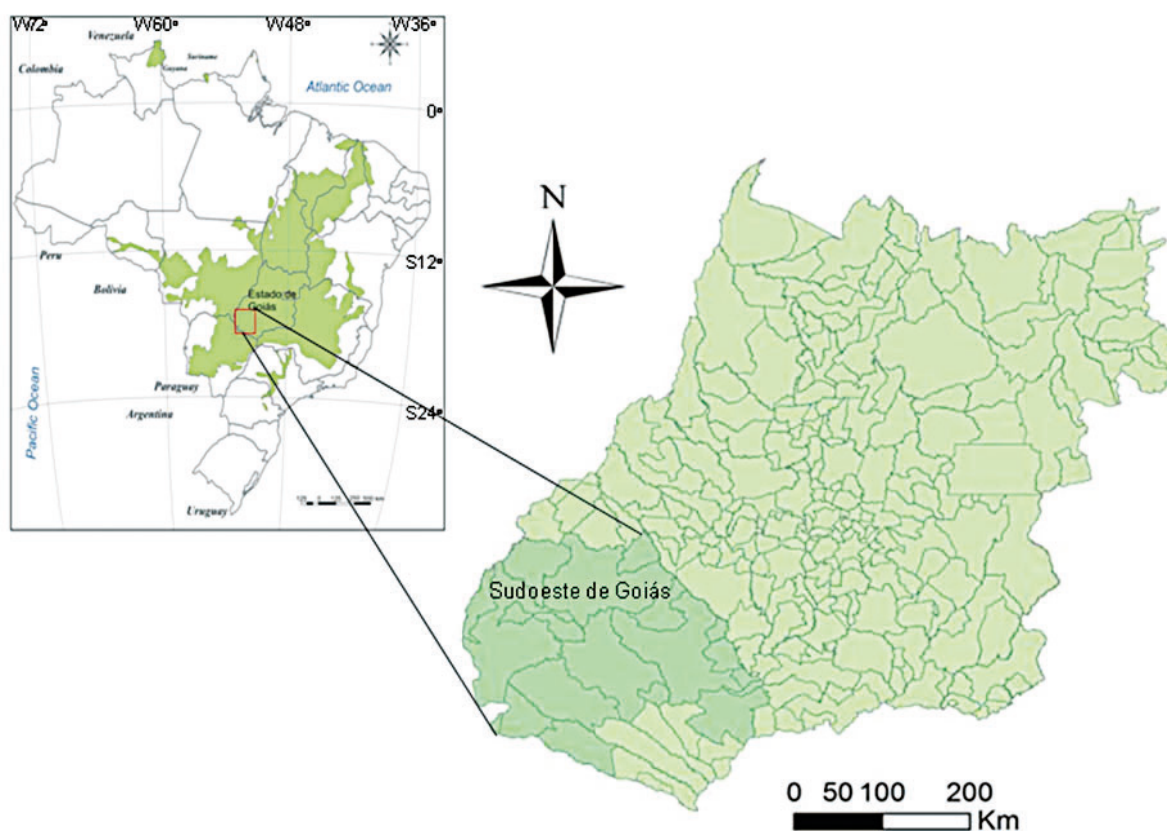 W72° W60° W48° W36°
Venezuela
Suriname
Guyana
Colombia
Atlantic Ocean
0°
Peru
S12°
Bolivia
Estado de
Goiás
Paraguay
Pacific Ocean
Argentina
S24°
Uruguay
N
Sudoeste de Goiás
0 50 100 200
Km